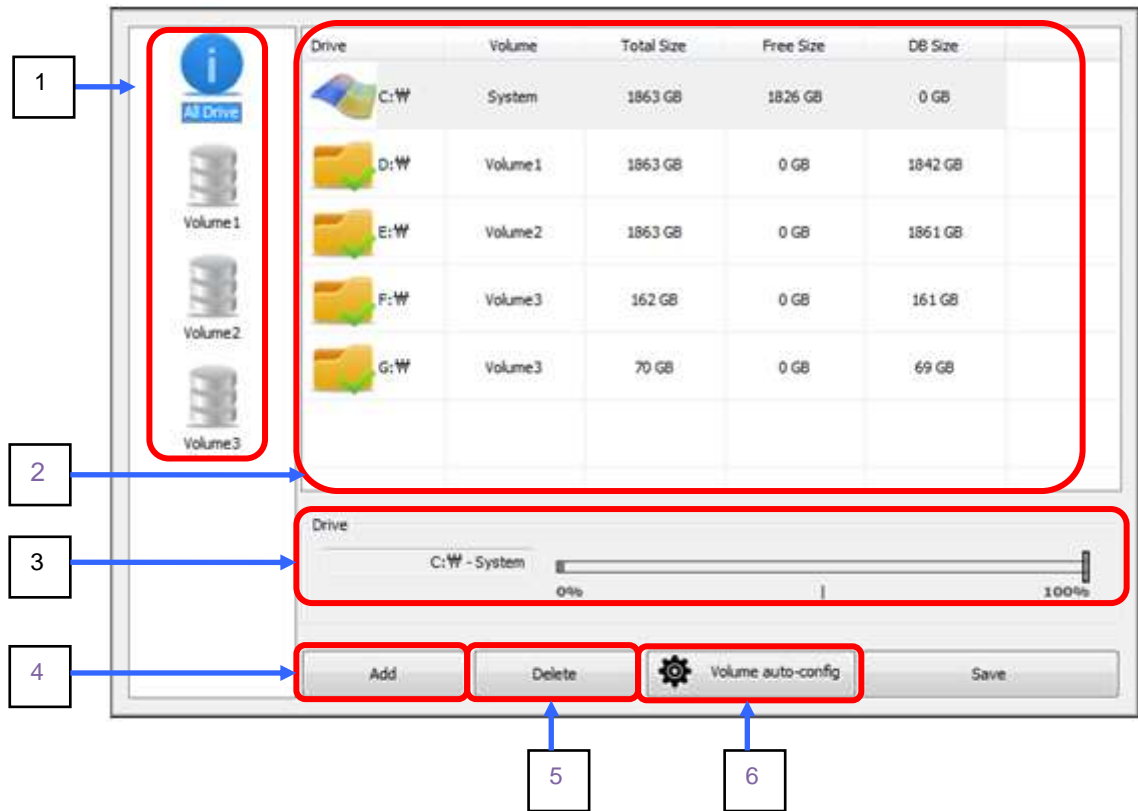 1
2
3
4
5
6
All Drive
Volume1
Volume2
Volume3
Drive Volume Total Size Free Size DB Size
C:₩ System 1863 GB 1826 GB 0 GB
D:₩ Volume1 1863 GB 0 GB 1842 GB
E:₩ Volume2 1863 GB 0 GB 1861 GB
F:₩ Volume3 162 GB 0 GB 161 GB
G:₩ Volume3 70 GB 0 GB 69 GB
Drive
C:₩ - System
0% 100%
Add Delete Volume auto-config Save